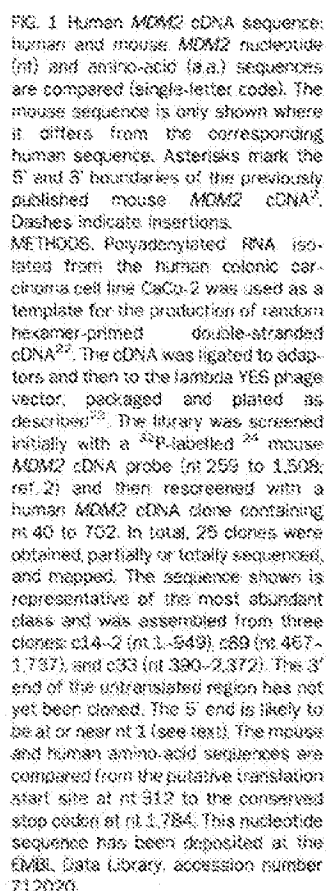 FIG. 1 Human MDM2 cDNA sequence:
human and mouse MDM2 nucleotide
(nt) and amino-acid (a.a.) sequences
are compared (single-letter code). The
mouse sequence is only shown where
it differs from the corresponding
human sequence. Asterisks mark the
5' and 3' boundaries of the previously
published mouse MDM2 cDNA².
Dashes indicate insertions.
METHODS. Polyadenylated RNA iso-
lated from the human colonic car-
cinoma cell line CaCo-2 was used as a
template for the production of random
hexamer-primed double-stranded
cDNA²². The cDNA was ligated to adap-
tors and then to the lambda YES phage
vector, packaged and plated as
described²³. The library was screened
initially with a ³²P-labelled ²⁴ mouse
MDM2 cDNA probe (nt 259 to 1,508;
ref. 2) and then rescreened with a
human MDM2 cDNA clone containing
nt 40 to 702. In total, 25 clones were
obtained, partially or totally sequenced,
and mapped. The sequence shown is
representative of the most abundant
class and was assembled from three
clones: c14-2 (nt 1-949), c89 (nt 467-
1,737), and c33 (nt 390-2,372). The 3'
end of the untranslated region has not
yet been cloned. The 5' end is likely to
be at or near nt 1 (see text). The mouse
and human amino-acid sequences are
compared from the putative translation
start site at nt 312 to the conserved
stop codon at nt 1,784. This nucleotide
sequence has been deposited at the
EMBL Data Library, accession number
Z12020.